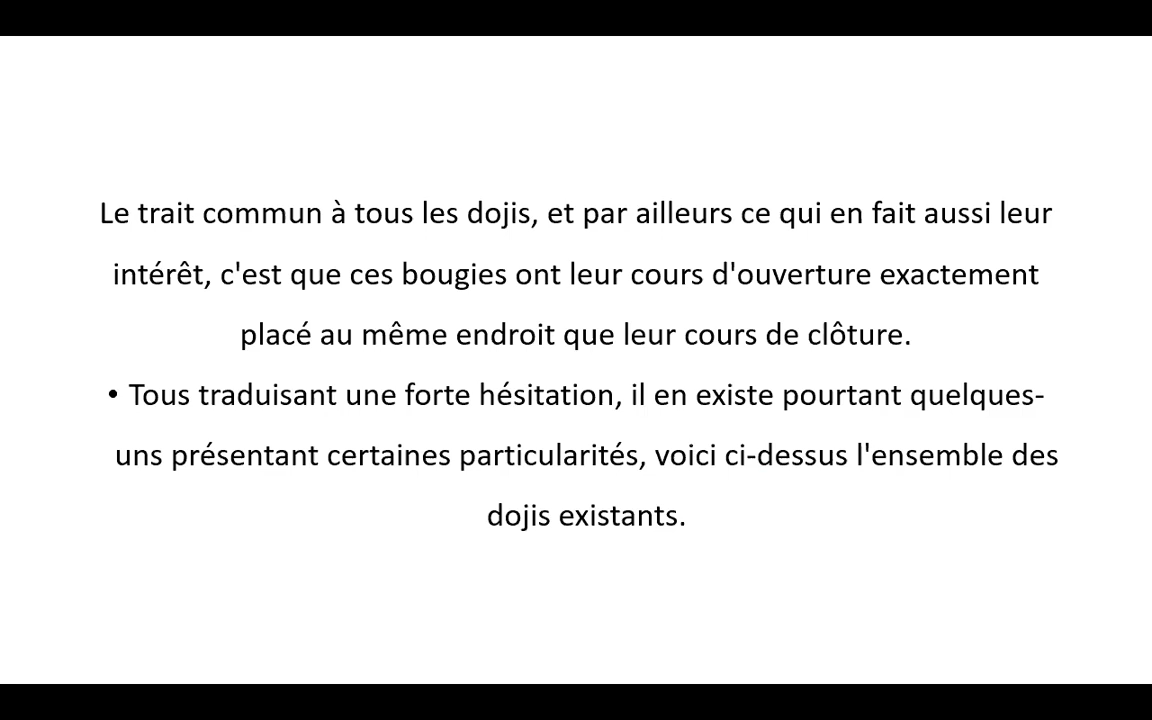 Le trait commun à tous les dojis, et par ailleurs ce qui en fait aussi leur
intérêt, c'est que ces bougies ont leur cours d'ouverture exactement
placé au même endroit que leur cours de clôture.
• Tous traduisant une forte hésitation, il en existe pourtant quelques-
uns présentant certaines particularités, voici ci-dessus l'ensemble des
dojis existants.